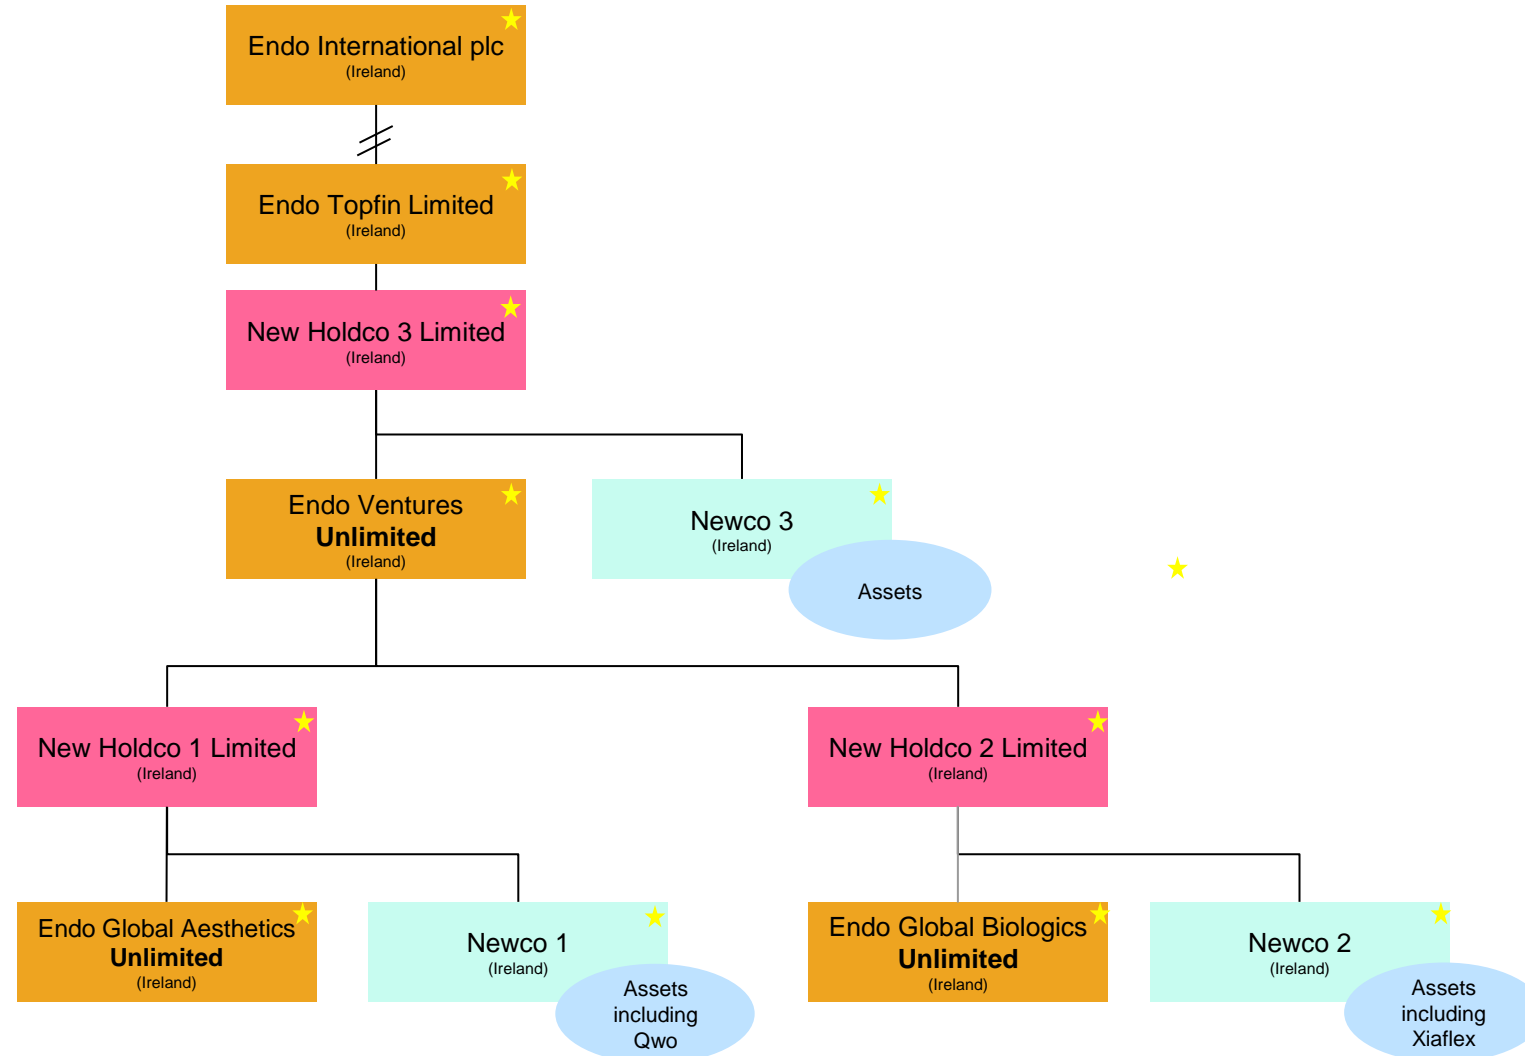 Endo International plc
(Ireland)
Endo Topfin Limited
(Ireland)
New Holdco 3 Limited
(Ireland)
Endo Ventures
Unlimited
(Ireland)
Newco 3
(Ireland)
Assets
New Holdco 1 Limited
(Ireland)
New Holdco 2 Limited
(Ireland)
Endo Global Aesthetics
Unlimited
(Ireland)
Newco 1
(Ireland)
Assets
including
Qwo
Endo Global Biologics
Unlimited
(Ireland)
Newco 2
(Ireland)
Assets
including
Xiaflex